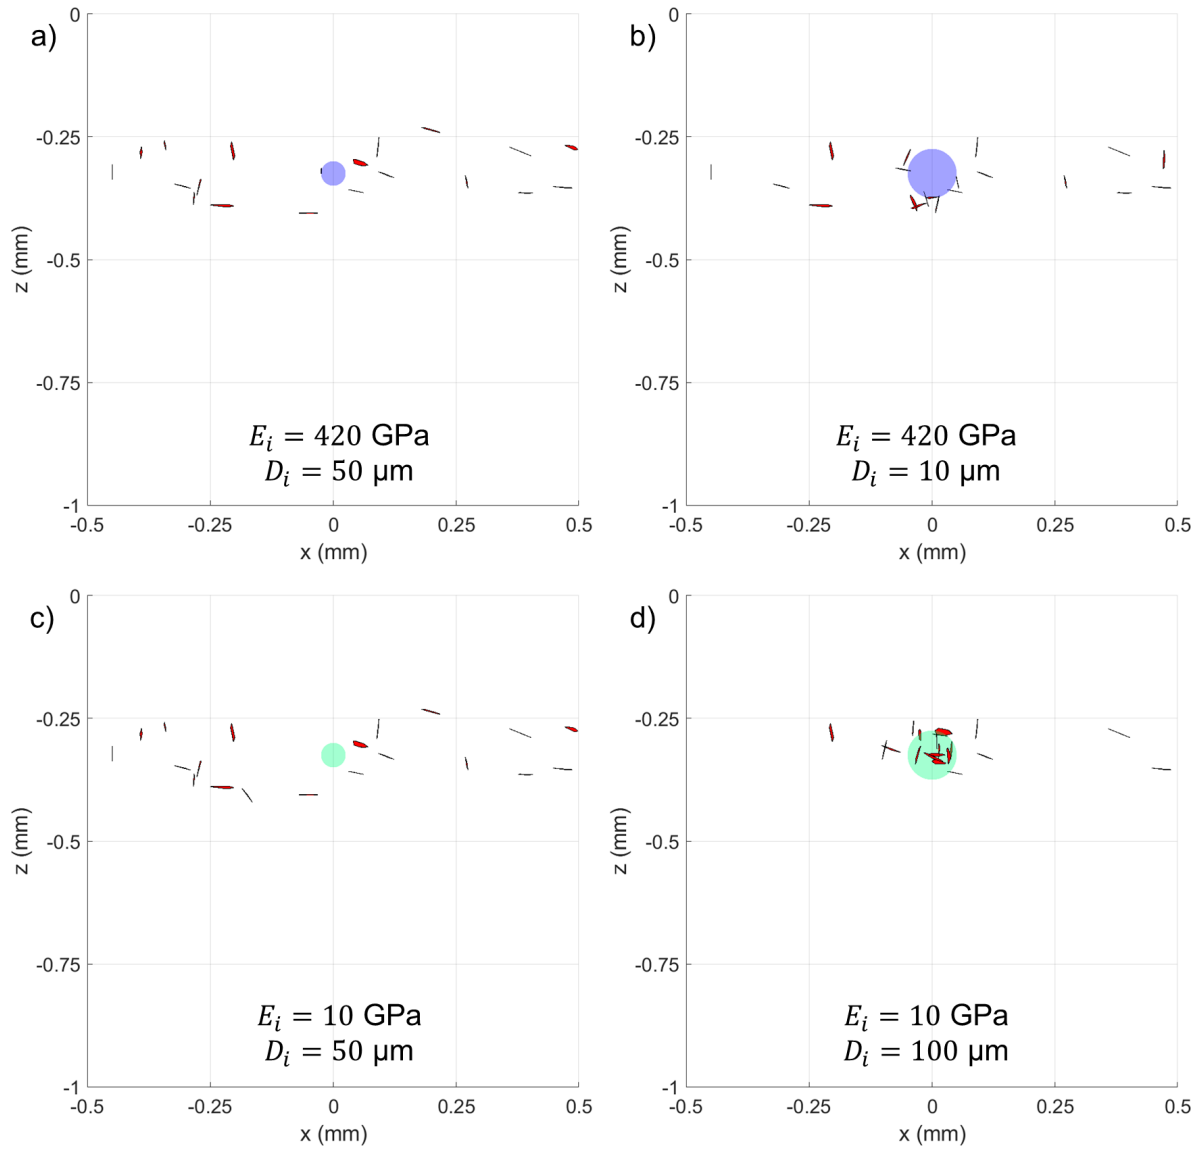 a)
0
-0.25
-0.5
-0.75
-1
z (mm)
E_i = 420 GPa
D_i = 50 µm
-0.5 -0.25 0 0.25 0.5
x (mm)
b)
0
-0.25
-0.5
-0.75
-1
z (mm)
E_i = 420 GPa
D_i = 10 µm
-0.5 -0.25 0 0.25 0.5
x (mm)
c)
0
-0.25
-0.5
-0.75
-1
z (mm)
E_i = 10 GPa
D_i = 50 µm
-0.5 -0.25 0 0.25 0.5
x (mm)
d)
0
-0.25
-0.5
-0.75
-1
z (mm)
E_i = 10 GPa
D_i = 100 µm
-0.5 -0.25 0 0.25 0.5
x (mm)